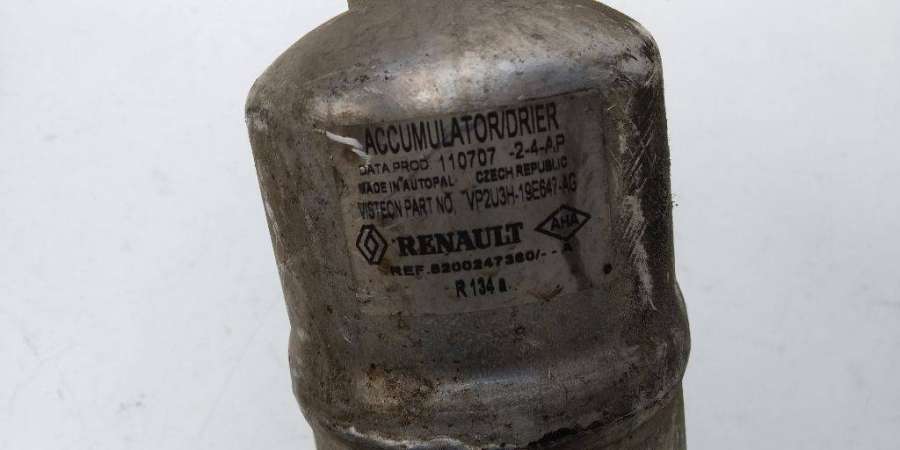 ACCUMULATOR/DRIER
DATA PROD 110707 -2-4-AP
MADE IN AUTOPAL CZECH REPUBLIC
VISTEON PART NO. VP2U3H-19E647-AG
RENAULT AHA
REF.8200247360/--A
R134a